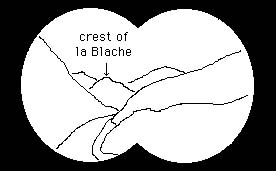 crest of
la Blache